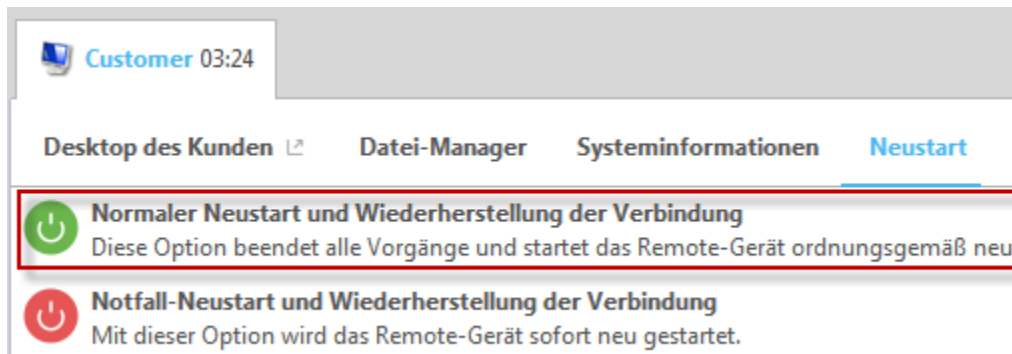 Customer 03:24
Desktop des Kunden Datei-Manager Systeminformationen Neustart
Normaler Neustart und Wiederherstellung der Verbindung
Diese Option beendet alle Vorgänge und startet das Remote-Gerät ordnungsgemäß neu
Notfall-Neustart und Wiederherstellung der Verbindung
Mit dieser Option wird das Remote-Gerät sofort neu gestartet.